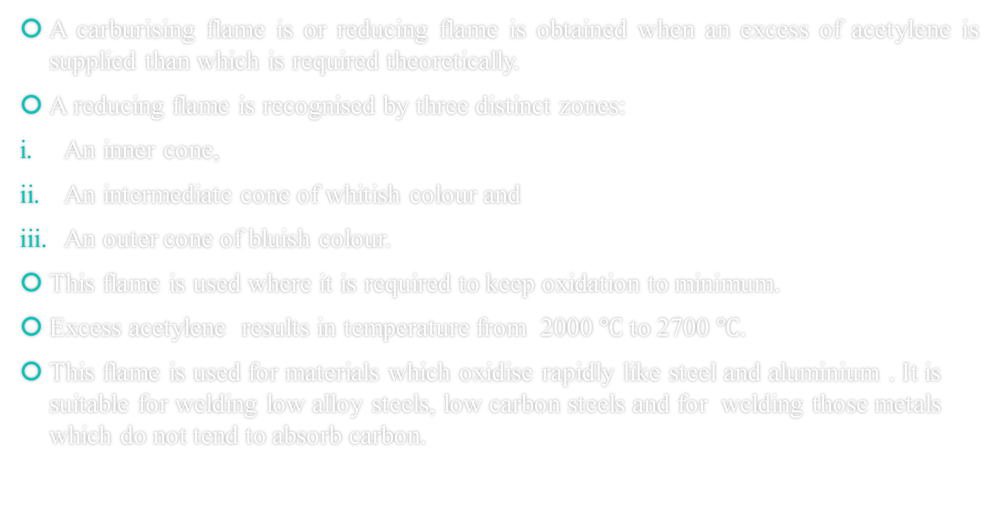 A carburising flame is or reducing flame is obtained when an excess of acetylene is
supplied than which is required theoretically.
A reducing flame is recognised by three distinct zones:
i. An inner cone,
ii. An intermediate cone of whitish colour and
iii. An outer cone of bluish colour.
This flame is used where it is required to keep oxidation to minimum.
Excess acetylene results in temperature from 2000 ℃ to 2700 ℃.
This flame is used for materials which oxidise rapidly like steel and aluminium . It is
suitable for welding low alloy steels, low carbon steels and for welding those metals
which do not tend to absorb carbon.